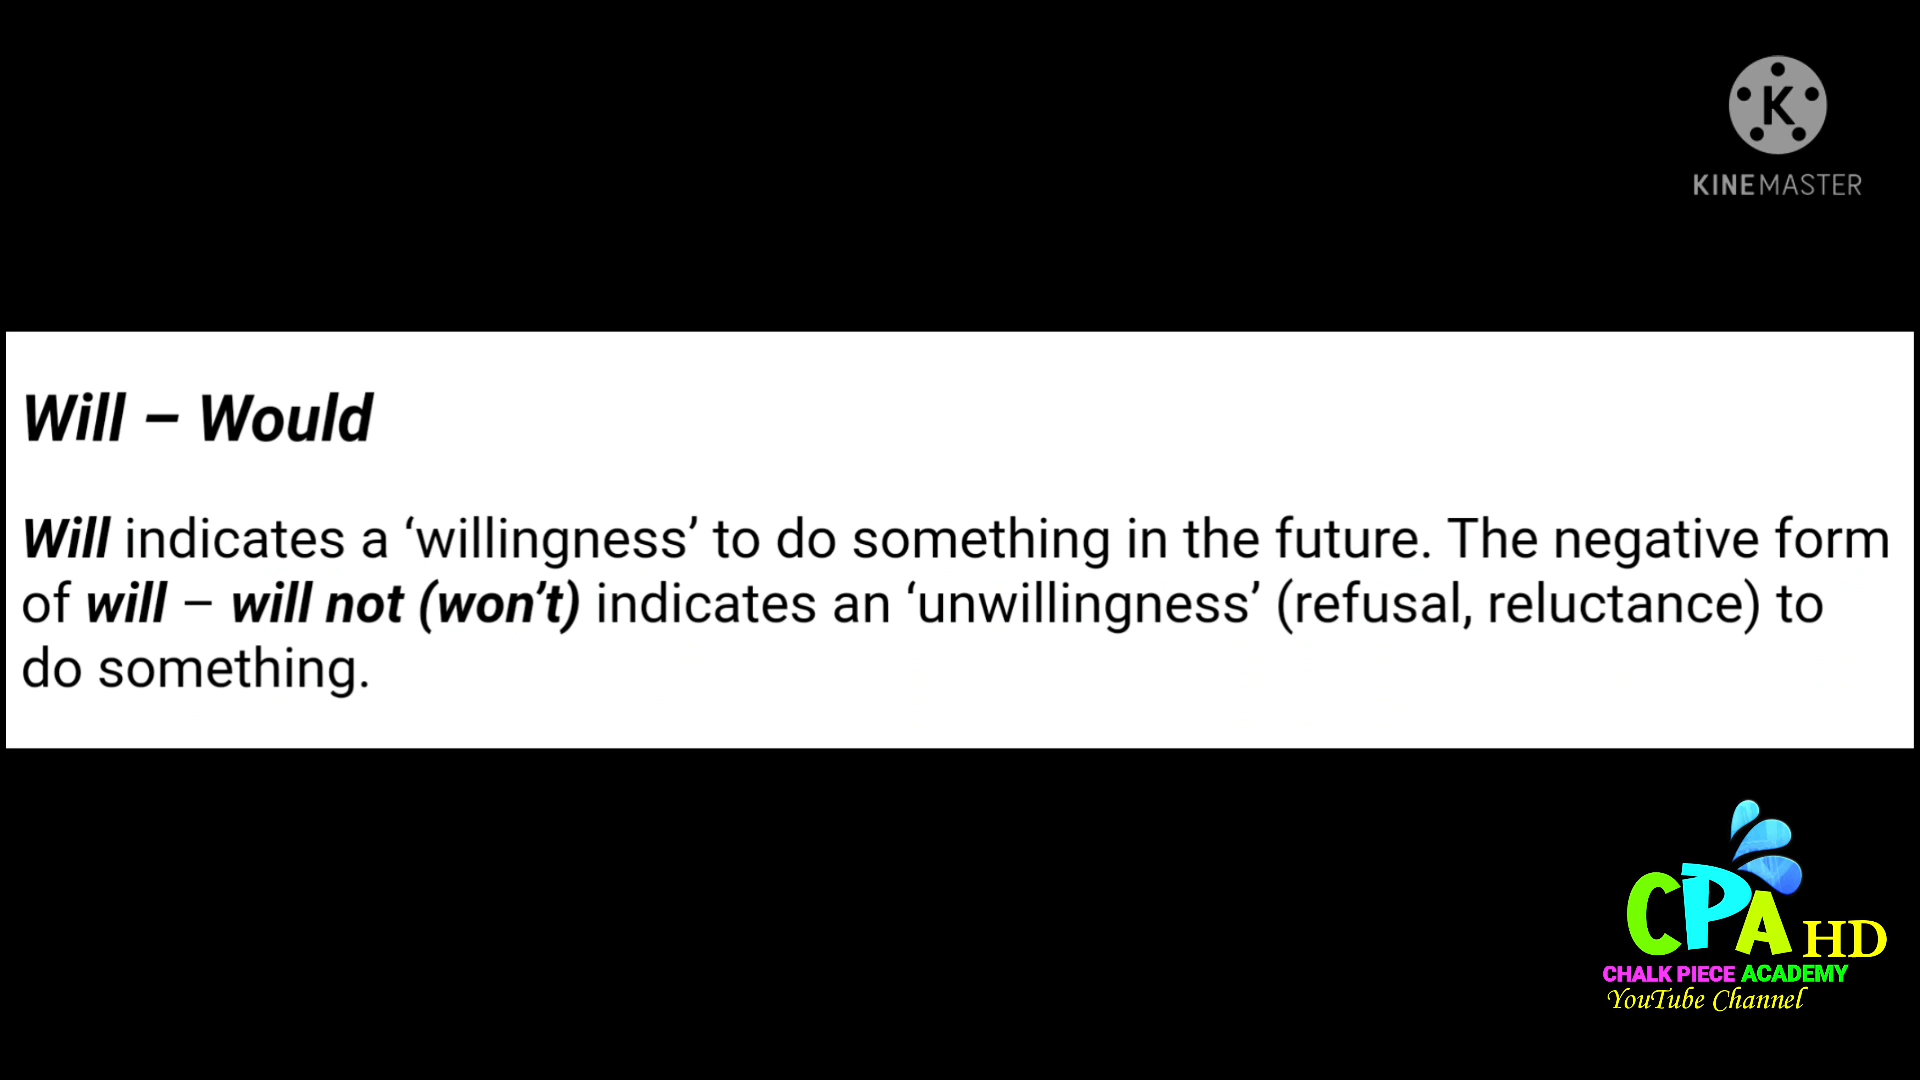 K
KINEMASTER
Will – Would
Will indicates a ‘willingness’ to do something in the future. The negative form
of will – will not (won’t) indicates an ‘unwillingness’ (refusal, reluctance) to
do something.
CPA HD
CHALK PIECE ACADEMY
YouTube Channel